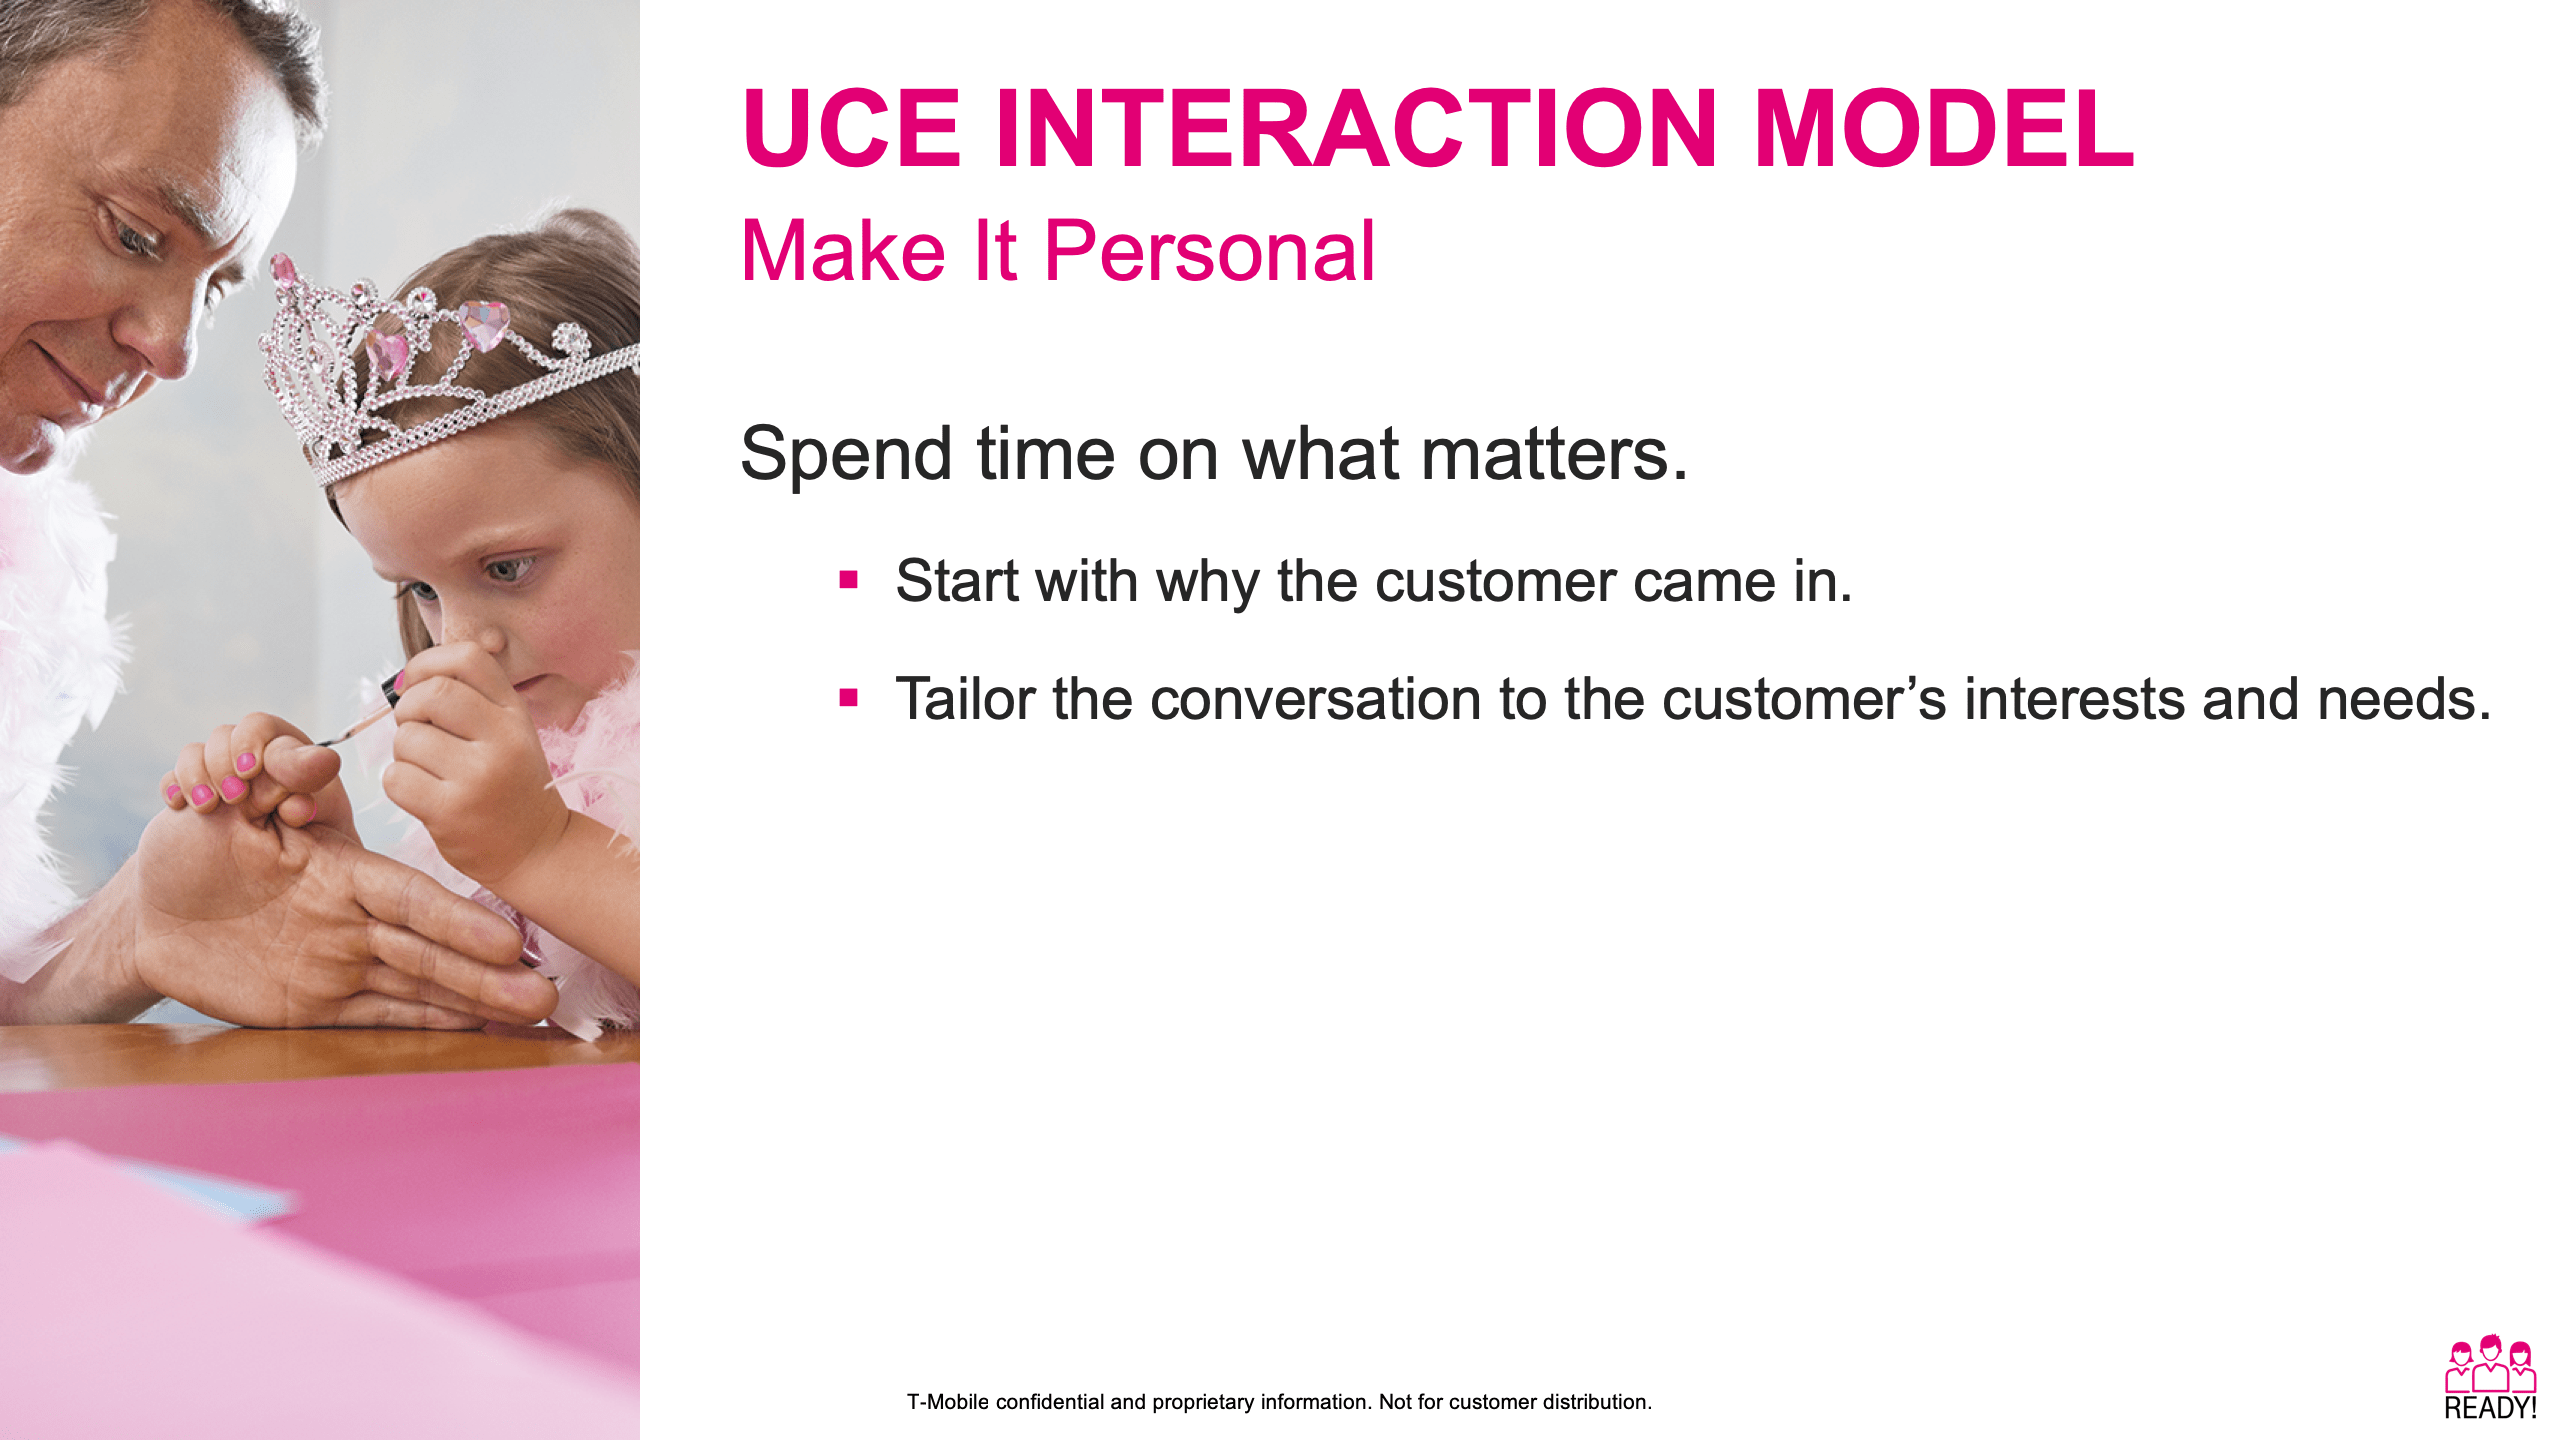 UCE INTERACTION MODEL
Make It Personal
Spend time on what matters.
Start with why the customer came in.
Tailor the conversation to the customer’s interests and needs.
T-Mobile confidential and proprietary information. Not for customer distribution.
READY!